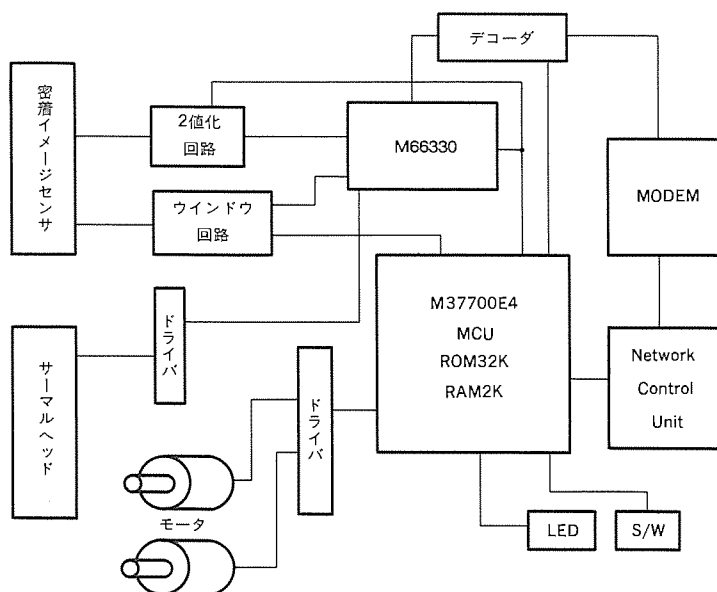 デコーダ
密着イメージセンサ
2値化
回路
M66330
MODEM
ウインドウ
回路
M37700E4
MCU
ROM32K
RAM2K
ドライバ
サーマルヘッド
ドライバ
Network
Control
Unit
モータ
LED
S/W